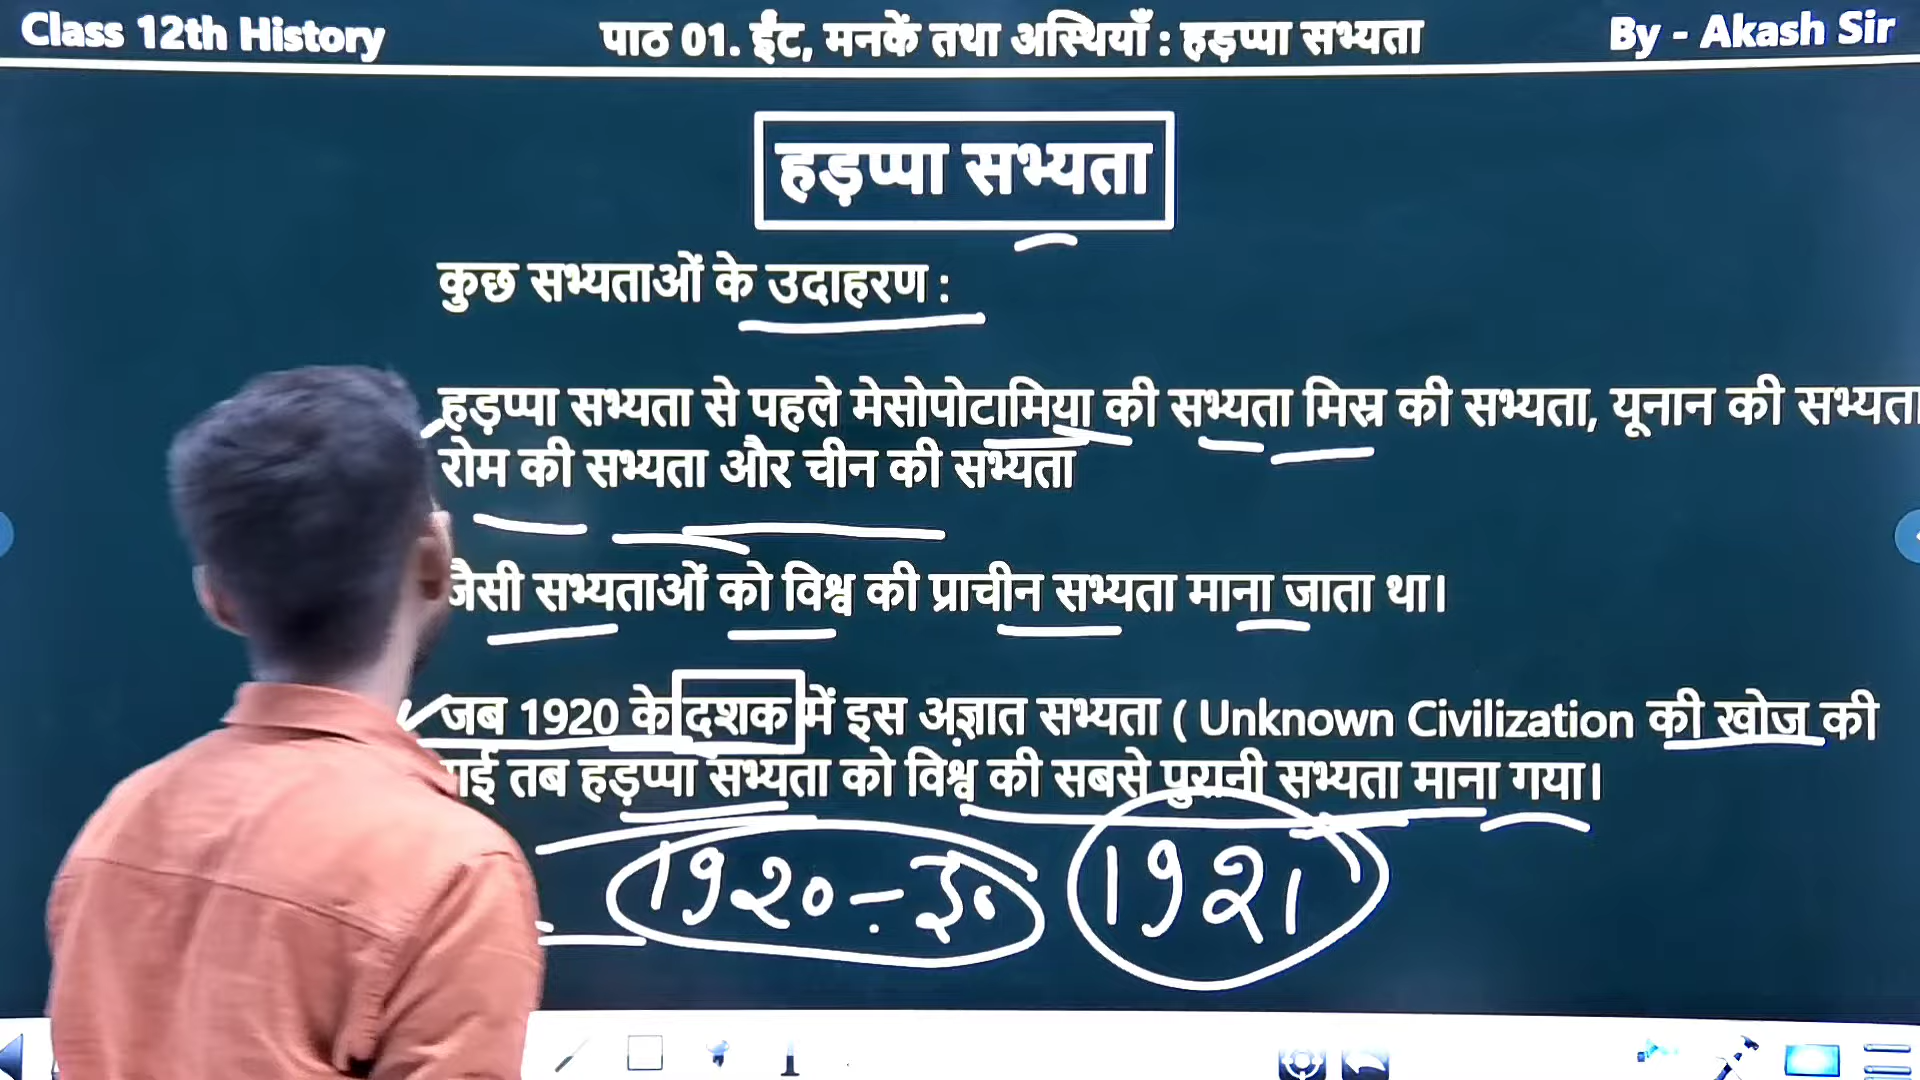 Class 12th History
पाठ 01. ईंट, मनकें तथा अस्थियाँ : हड़प्पा सभ्यता
By - Akash Sir
हड़प्पा सभ्यता
कुछ सभ्यताओं के उदाहरण :
हड़प्पा सभ्यता से पहले मेसोपोटामिया की सभ्यता मिस्र की सभ्यता, यूनान की सभ्यता
रोम की सभ्यता और चीन की सभ्यता
जैसी सभ्यताओं को विश्व की प्राचीन सभ्यता माना जाता था।
जब 1920 के दशक में इस अज्ञात सभ्यता ( Unknown Civilization की खोज की
गई तब हड़प्पा सभ्यता को विश्व की सबसे पुरानी सभ्यता माना गया।
1920 - ई० 1921